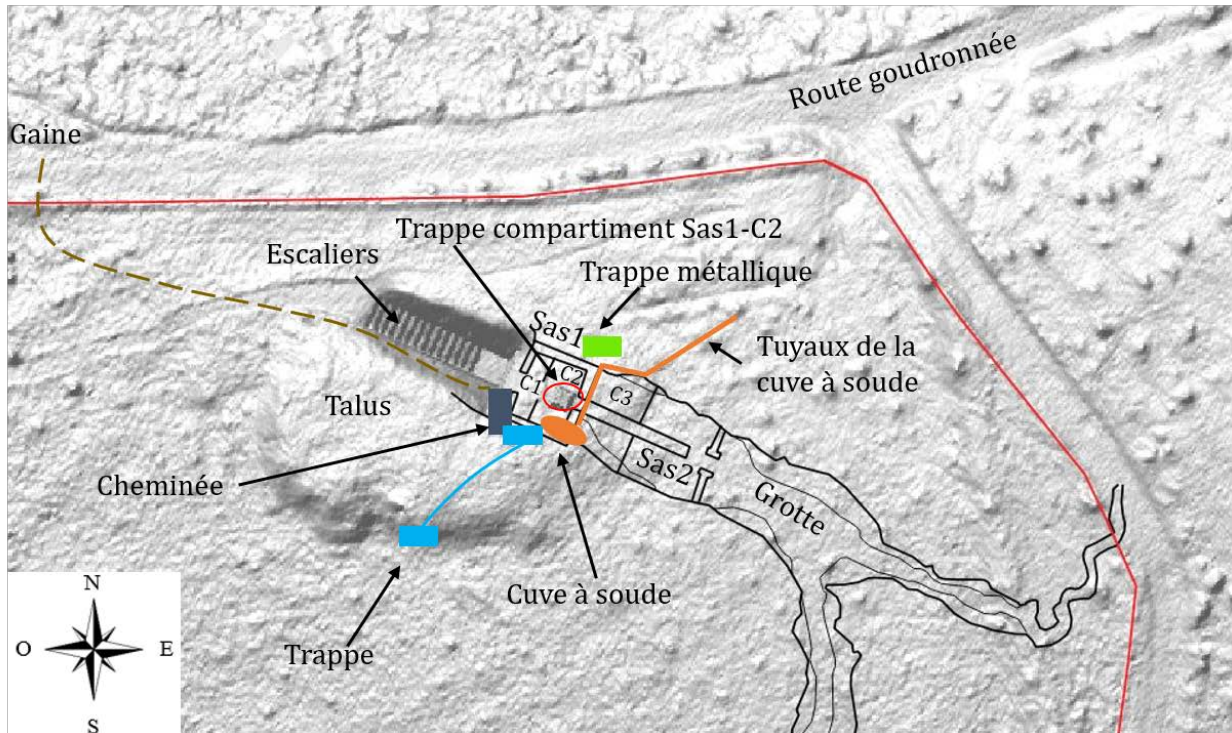 Route goudronnée
Gaine
Trappe compartiment Sas1-C2
Escaliers
Trappe métallique
Sas1
Tuyaux de la
cuve à soude
C2
C1
C3
Talus
Sas2
Cheminée
Grotte
Cuve à soude
Trappe
N
O
E
S